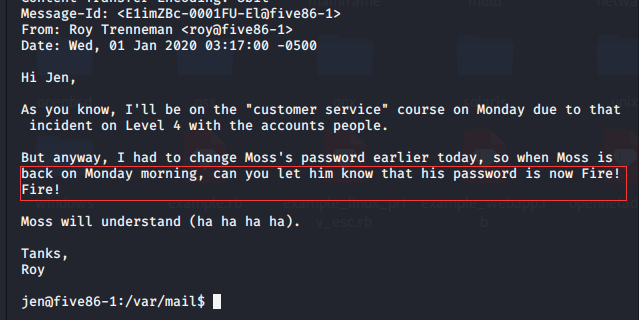 Message-Id: <E1imZBc-0001FU-El@five86-1>
From: Roy Trenneman <roy@five86-1>
Date: Wed, 01 Jan 2020 03:17:00 -0500
Hi Jen,
As you know, I'll be on the "customer service" course on Monday due to that
incident on Level 4 with the accounts people.
But anyway, I had to change Moss's password earlier today, so when Moss is
back on Monday morning, can you let him know that his password is now Fire!
Fire!
Moss will understand (ha ha ha ha).
Tanks,
Roy
jen@five86-1:/var/mail$